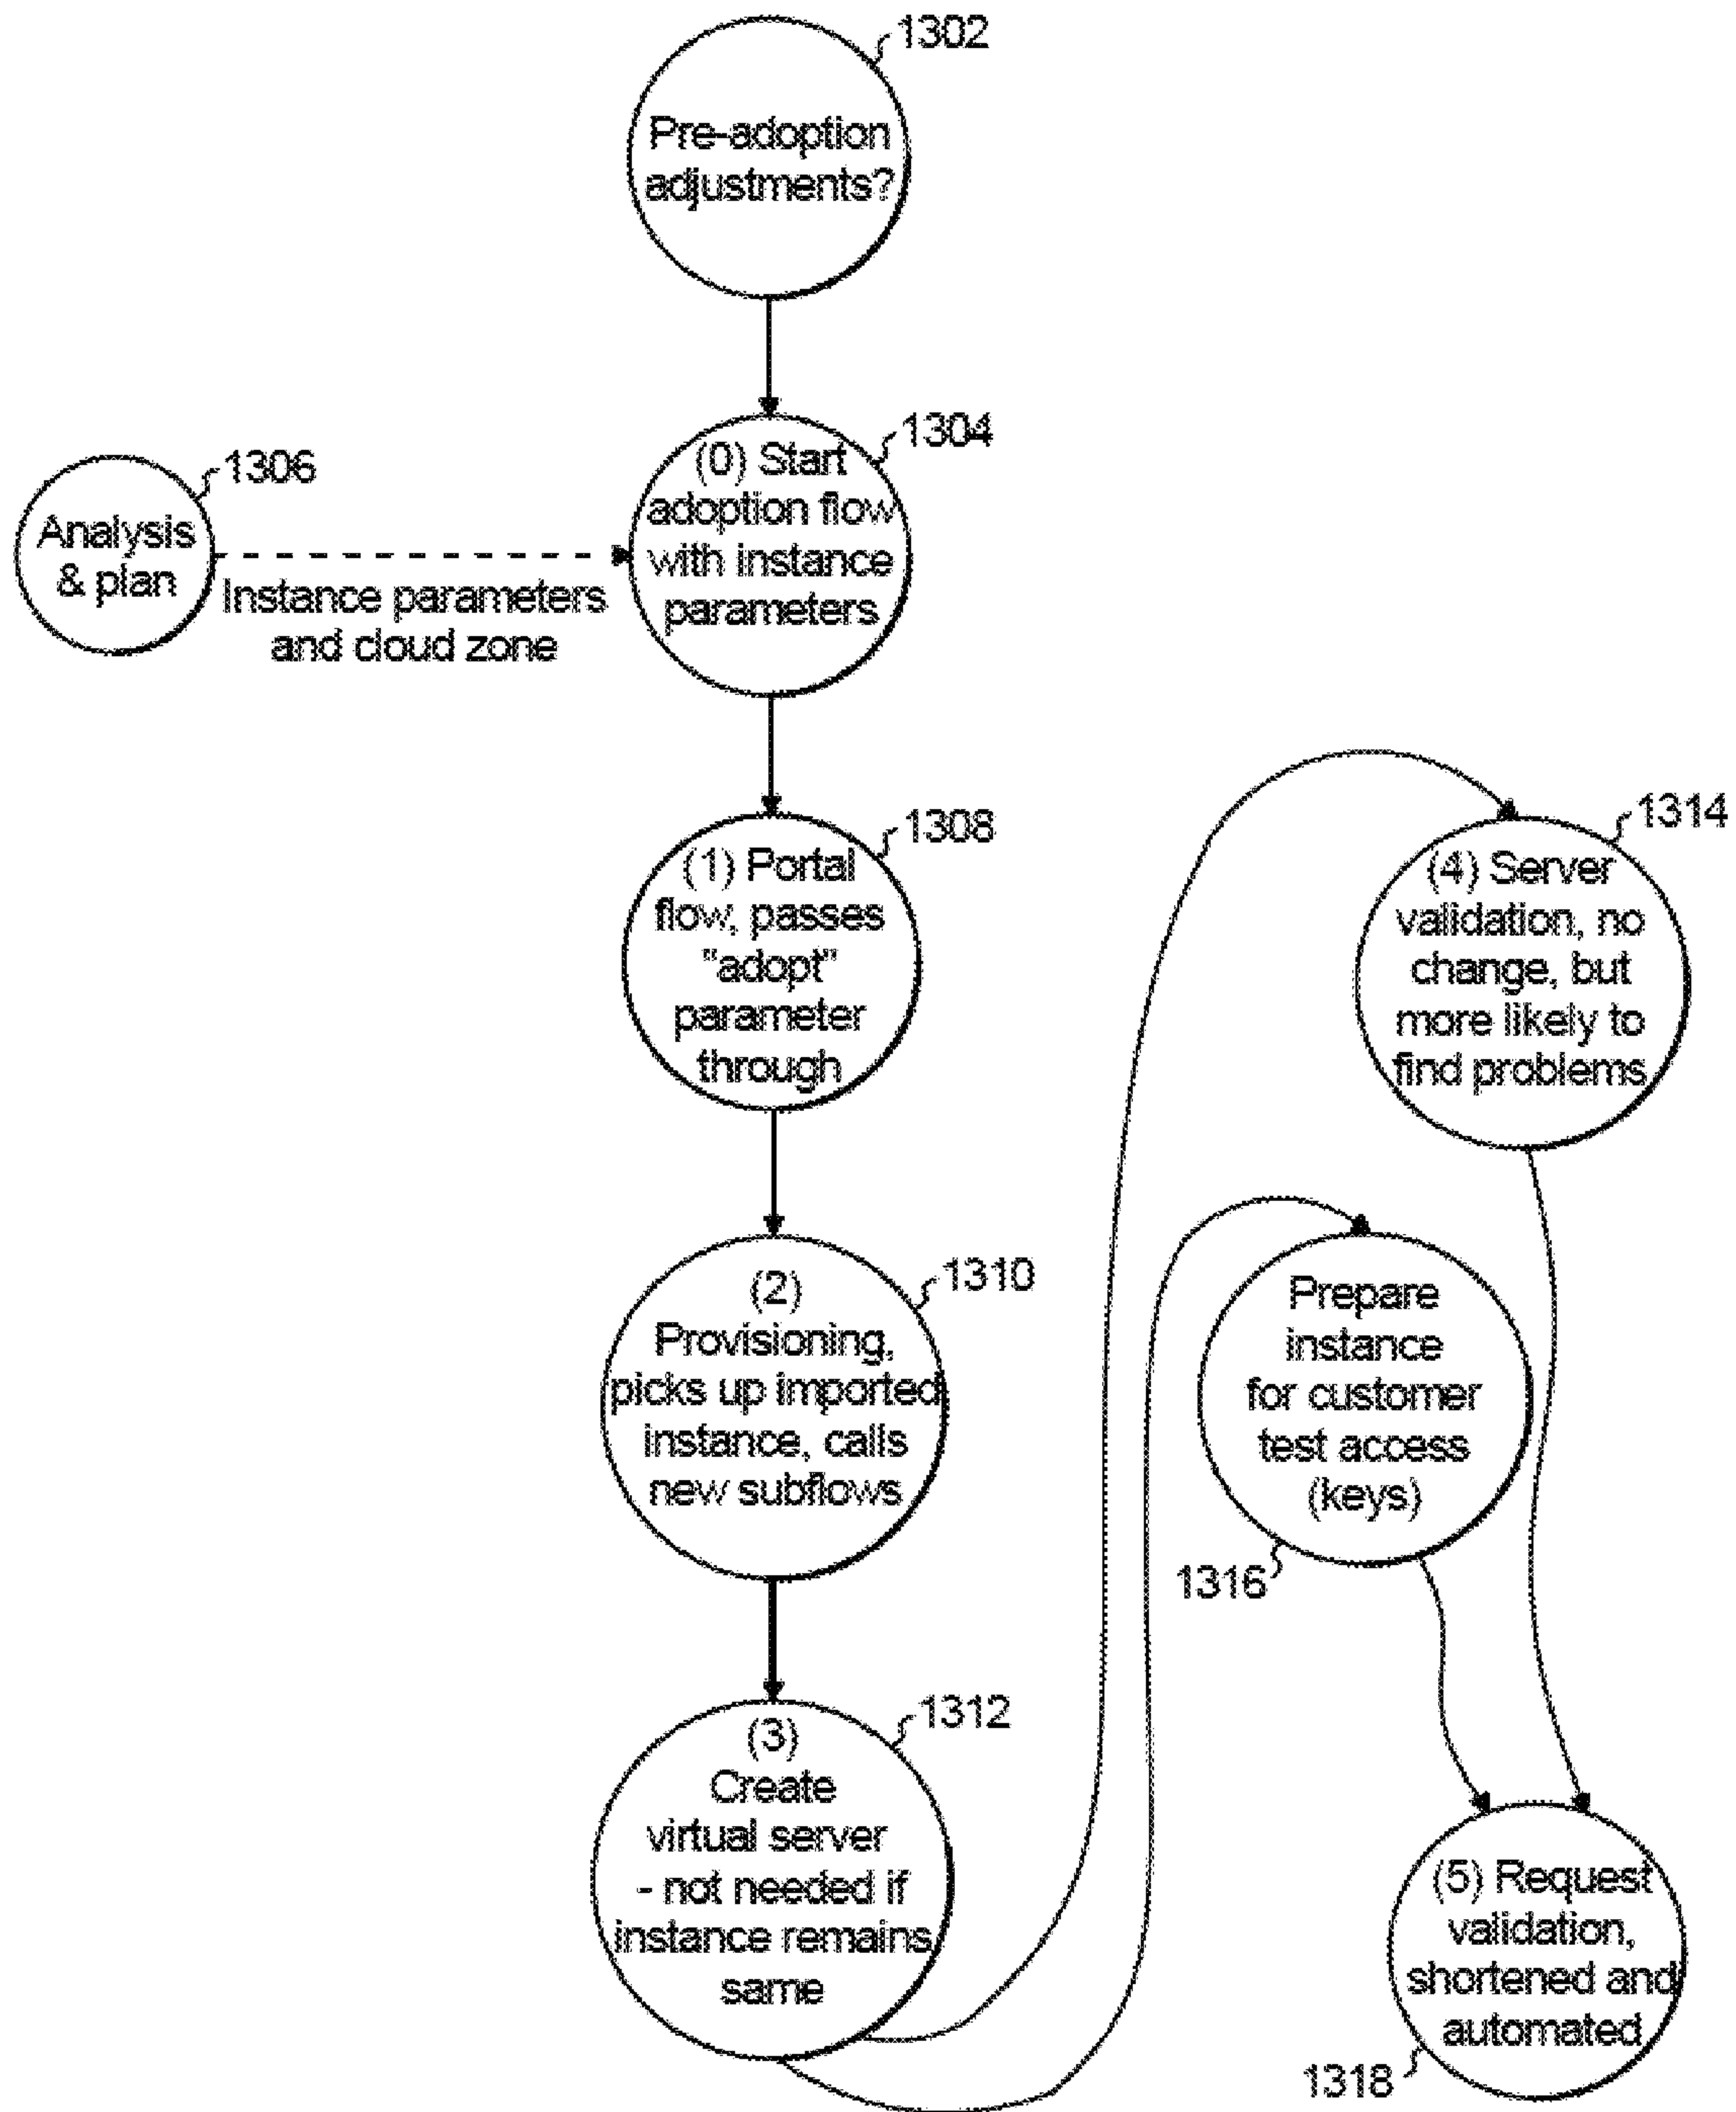 1302
Pre-adoption
adjustments?
1304
(0) Start
adoption flow
with instance
parameters
1306
Analysis
& plan
Instance parameters
and cloud zone
1308
(1) Portal
flow, passes
"adopt"
parameter
through
1310
(2)
Provisioning,
picks up imported
instance, calls
new subflows
1312
(3)
Create
virtual server
- not needed if
instance remains
same
1314
(4) Server
validation, no
change, but
more likely to
find problems
Prepare
instance
for customer
test access
(keys)
1316
(5) Request
validation,
shortened and
automated
1318